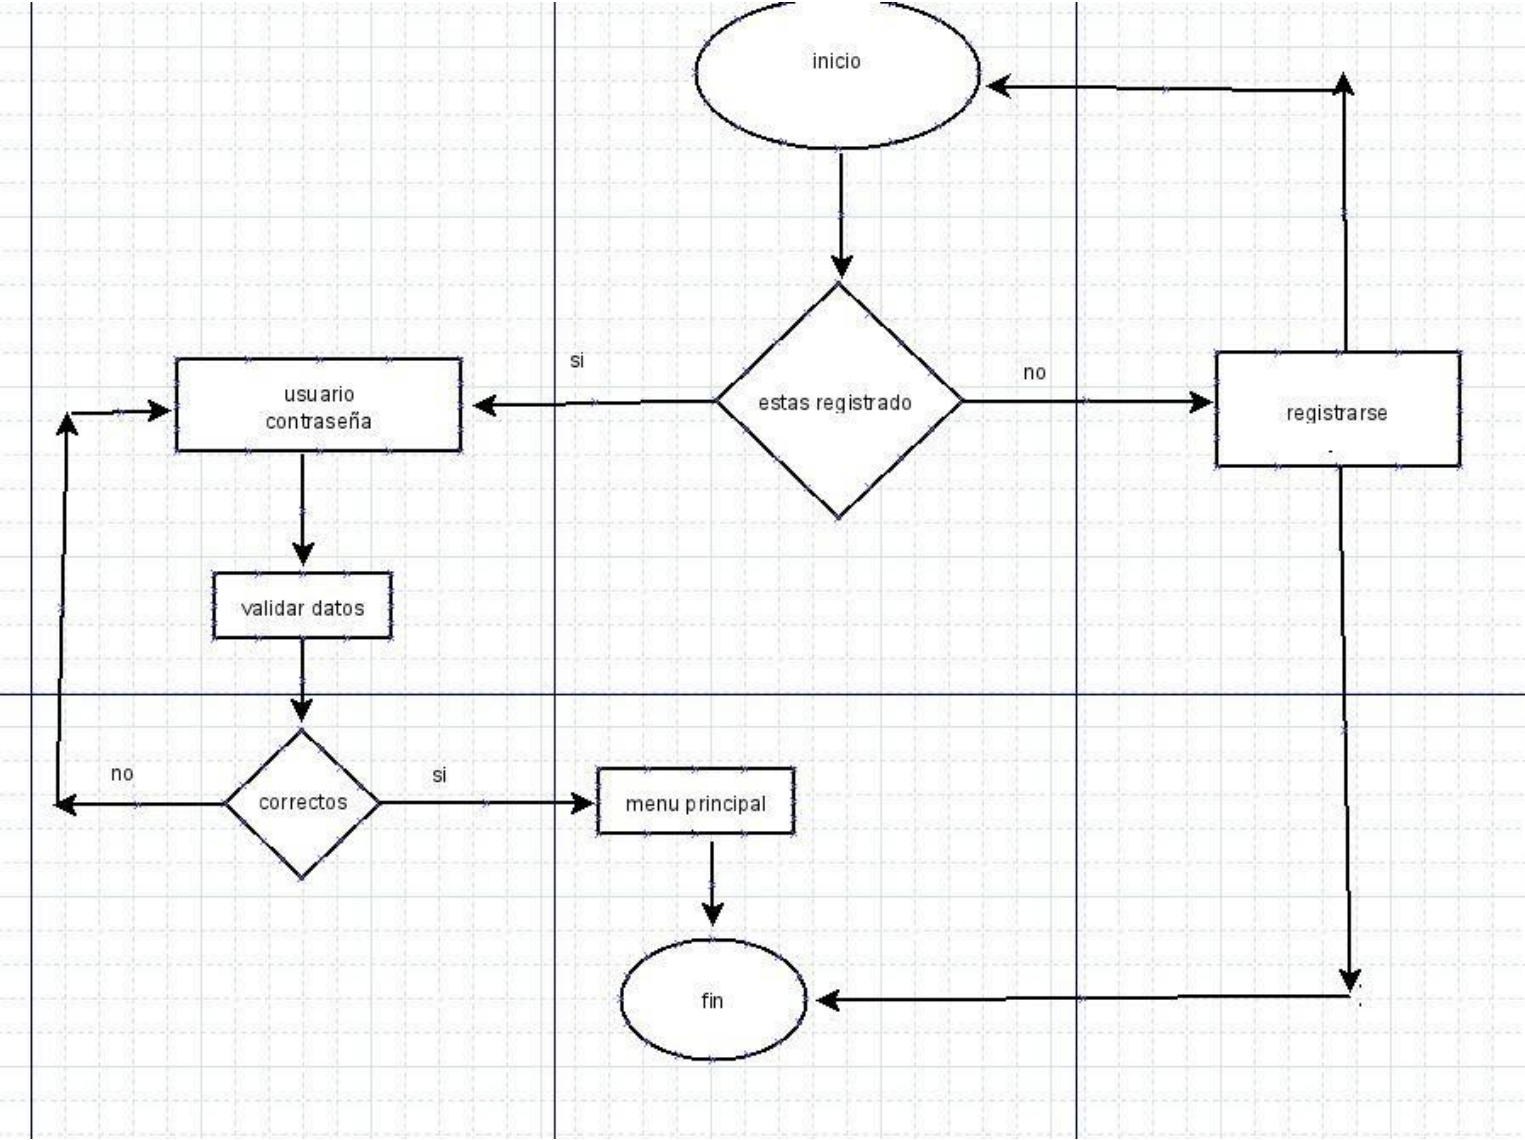 inicio
si
no
estas registrado
usuario
contraseña
registrarse
validar datos
no
si
correctos
menu principal
fin